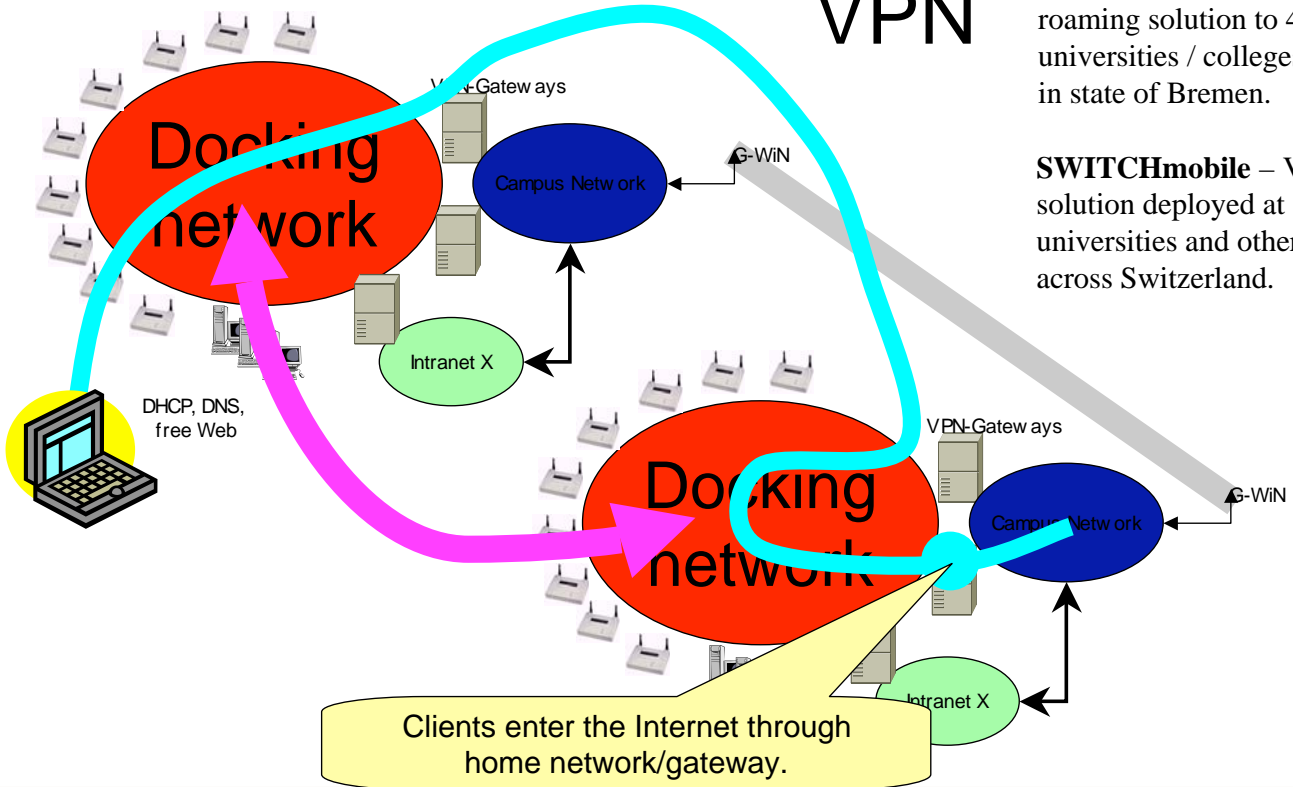 VPN
roaming solution to 4
universities / college
in state of Bremen.
SWITCHmobile – V
solution deployed at
universities and other
across Switzerland.
VPN-Gateways
Docking
network
Campus Network
G-WiN
Intranet X
DHCP, DNS,
free Web
VPN-Gateways
Docking
network
Campus Network
G-WiN
Intranet X
Clients enter the Internet through
home network/gateway.